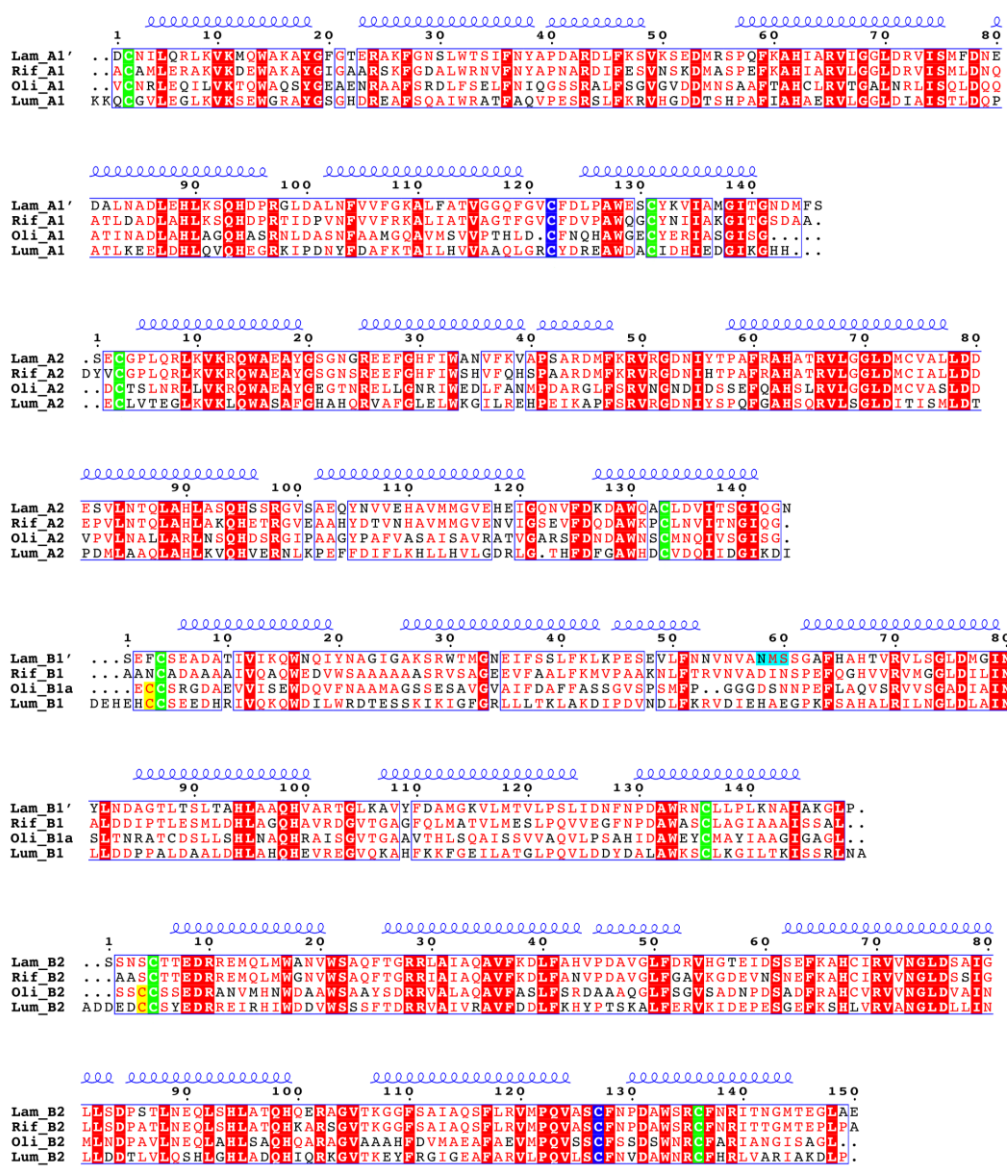 1 10 20 30 40 50 60 70 80
Lam_A1' ..DCNILQRLKVKMQWAKAYGFGTERAKFGNSLWTSIFNYAPDARDLFKSVKSEDMRSPQFKAHIARVIGGLDRVISMFDNE
Rif_A1 ..ACAMLERAKVKDEWAKAYGIGAARSKFGDALWRNVFNYAPNARDIFESVNSKDMASPEFKAHIARVLGGLDRVISMLDNQ
Oli_A1 ..VCNRLEQILVKTQWAQSYGEAENRAAFSRDLFSELFNIQGSSRALFSGVGVDDMNSAAFTAHCLRVTGALNRLISQLDQQ
Lum_A1 KKQCGVLEGLKVKSEWGRAYGSGHDREAFSQAIWRATFAQVPESRSLFKRVHGDDTSHPAFIAHAERVLGGLDIAISTLDQP
90 100 110 120 130 140
Lam_A1' DALNADLEHLKSQHDPRGLDALNFVVFGKALFATVGGQFGVCFDLPAWESCYKVIAMGITGNDMFS
Rif_A1 ATLDADLAHLKSQHDPRTIDPVNFVVFRKALIATVAGTFGVCFDVPAWQGCYNIIAKGITGSDAA.
Oli_A1 ATINADLAHLAGQHASRNLDASNFAAMGQAVMSVVPTHLD.CFNQHAWGECYERIASGISG.....
Lum_A1 ATLKEELDHLQVQHEGRKIPDNYFDAFKTAILHVVAAQLGRCYDREAWDACIDHIEDGIKGHH...
1 10 20 30 40 50 60 70 80
Lam_A2 .SECGPLQRLKVKRQWAEAYGSGNGREEFGHFIWANVFKVAPSARDMFKRVRGDNIYTPAFRAHATRVLGGLDMCVALLDD
Rif_A2 DYVCGPLQRLKVKRQWAEAYGSGNSREEFGHFIWSHVFQHSPAARDMFKRVRGDNIHTPAFRAHATRVLGGLDMCIALLDD
Oli_A2 ..DCTSLNRLLVKRQWAEAYGEGTNRELLGNRIWEDLFANMPDARGLFSRVNGNDIDSSEFQAHSLRVLGGLDMCVASLDD
Lum_A2 ..ECLVTEGLKVKLQWASAFGHAHQRVAFGLELWKGILREHPEIKAPFSRVRGDNIYSPQFGAHSQRVLSGLDITISMLDT
90 100 110 120 130 140
Lam_A2 ESVLNTQLAHLASQHSSRGVSAEQYNVVEHAVMMGVEHEIGQNVFDKDAWQACLDVITSGIQGN
Rif_A2 EPVLNTQLAHLAKQHETRGVEAAHYDTVNHAVMMGVENVIGSEVFDQDAWKPCLNVITNGIQG.
Oli_A2 VPVLNALLARLNSQHDSRGIPAAGYPAFVASAISAVRATVGARSFDNDAWNSCMNQIVSGISG.
Lum_A2 PDMLAAQLAHLKVQHVERNLKPEFFDIFLKHLLHVLGDRLG.THFDFGAWHDCVDQIIDGIKDI
1 10 20 30 40 50 60 70 80
Lam_B1' ...SEFCSEADATIVIKQWNQIYNAGIGAKSRWTMGNEIFSSLFKLKPESEVLFNNVNVANMSSGAFHAHTVRVLSGLDMGIN
Rif_B1 ...AANCADAAAAIVAQAWEDVWSAAAAASRVSAGEEVFAALFKMVPAAKNLFTRVNVADINSPEFQGHVVRVMGGLDILIN
Oli_B1a ...ECCSRGDAEVVISEWDQVFNAAMAGSSESAVGVAIFDAFFASSGVSPSMFP.GGGDSNNPEFLAQVSRVVSGADIAIN
Lum_B1 DEHEHCCSEEDHRIVQKQWDILWRDTESSKIKIGFGRLLLTKLAKDIPDVNDLFKRVDIEHAEGPKFSAHALRILNGLDLAIN
90 100 110 120 130 140
Lam_B1' YLNDAGTLTSLTAHLAAQHVARTGLKAVYFDAMGKVLMTVLPSLIDNFNPDAWRNCLLPLKNAIAKGLP.
Rif_B1 ALDDIPTLESMLDHLAGQHAVRDGVTGAGFQLMATVLMESLPQVVEGFNPDAWASCLAGIAAAISSAL..
Oli_B1a SLTNRATCDSLLSHLNAQHRAISGVTGAAVTHLSQAISSVVAQVLPSAHIDAWEYCMAYIAAGIGAGL..
Lum_B1 LLDDPPALDAALDHLAHQHEVREGVQKAHFKKFGEILATGLPQVLDDYDALAWKSCLKGILTKISSRLNA
1 10 20 30 40 50 60 70 80
Lam_B2 ..SSNSCTTEDRREMQLMWANVWSAQFTGRRLAIAQAVFKDLFAHVPDAVGLFDRVHGTEIDSSEFKAHCIRVVNGLDSAIG
Rif_B2 ...AASCTTEDRREMQLMWGNVWSAQFTGRRIAIAQAVFKDLFANVPDAVGLFGAVKGDEVNSNEFKAHCIRVVNGLDSSIG
Oli_B2 ...SSCCSSEDRANVMHNWDAAWSAAYSDRRVALAQAVFASLFSRDAAAQGLFSGVSADNPDSADFRAHCVRVVNGLDVAIN
Lum_B2 ADDEDCCSYEDRREIRHIWDDVWSSSFTDRRVAIVRAVFDDLFKHYPTSKALFERVKIDEPESGEFKSHLVRVANGLDLLIN
90 100 110 120 130 140 150
Lam_B2 LLSDPSTLNEQLSHLATQHQERAGVTKGGFSAIAQSFLRVMPQVASCFNPDAWSRCFNRITNGMTEGLAE
Rif_B2 LLSDPATLNEQLSHLATQHKARSGVTKGGFSAIAQSFLRVMPQVASCFNPDAWSRCFNRITTGMTEPLPA
Oli_B2 MLNDPAVLNEQLAHLSAQHQARAGVAAAHFDVMAEAFAEVMPQVSSCFSSDSWNRCFARIANGISAGL..
Lum_B2 LLDDTLVLQSHLGHLADQHIQRKGVTKEYFRGIGEAFARVLPQVLSCFNVDAWNRCFHRLVARIAKDLP.